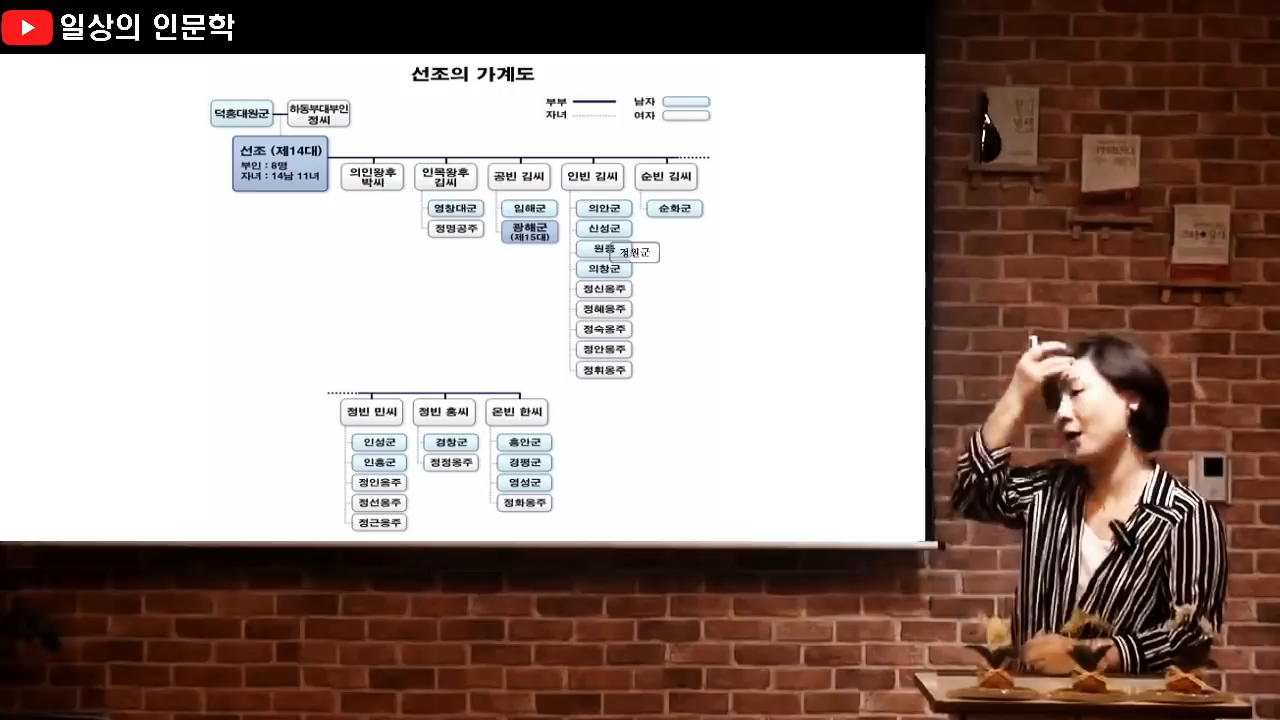 일상의 인문학
선조의 가계도
부부
남자
자녀
여자
덕흥대원군
하동부대부인
정씨
선조 (제14대)
부인 : 8명
자녀 : 14남 11녀
의인왕후
박씨
인목왕후
김씨
공빈 김씨
인빈 김씨
순빈 김씨
영창대군
정명공주
임해군
광해군
(제15대)
의안군
신성군
원종
정원군
의창군
정신옹주
정혜옹주
정숙옹주
정안옹주
정휘옹주
순화군
정빈 민씨
정빈 홍씨
온빈 한씨
인성군
인흥군
정인옹주
정선옹주
정근옹주
경창군
정정옹주
흥안군
경평군
영성군
정화옹주